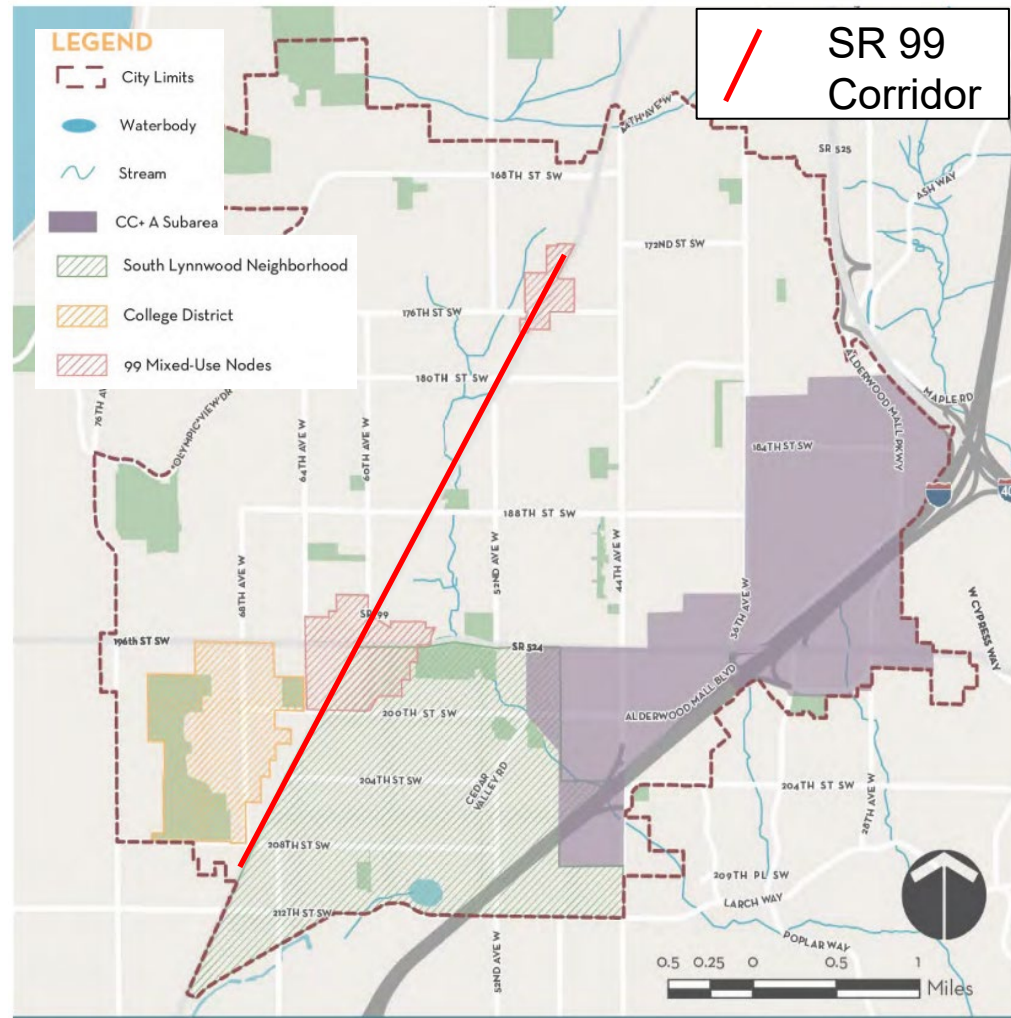 LEGEND
City Limits
Waterbody
Stream
CC+ A Subarea
South Lynnwood Neighborhood
College District
99 Mixed-Use Nodes
SR 99
Corridor
44TH AVE W
168TH ST SW
SR 525
ASH WAY
172ND ST SW
176TH ST SW
180TH ST SW
76TH AV
OLYMPIC VIEW DR
64TH AVE W
60TH AVE W
ALDERWOOD MALL PKWY
MAPLE RD
184TH ST SW
40
188TH ST SW
68TH AVE W
52ND AVE W
44TH AVE W
36TH AVE W
W CYPRESS WAY
SR 99
196th ST SW
SR 524
ALDERWOOD MALL BLVD
200TH ST SW
204TH ST SW
CEDAR
VALLEY RD
204TH ST SW
28TH AVE W
208TH ST SW
209TH PL SW
LARCH WAY
212TH ST SW
52ND AVE W
POPLAR WAY
0.5 0.25 0 0.5 1
Miles